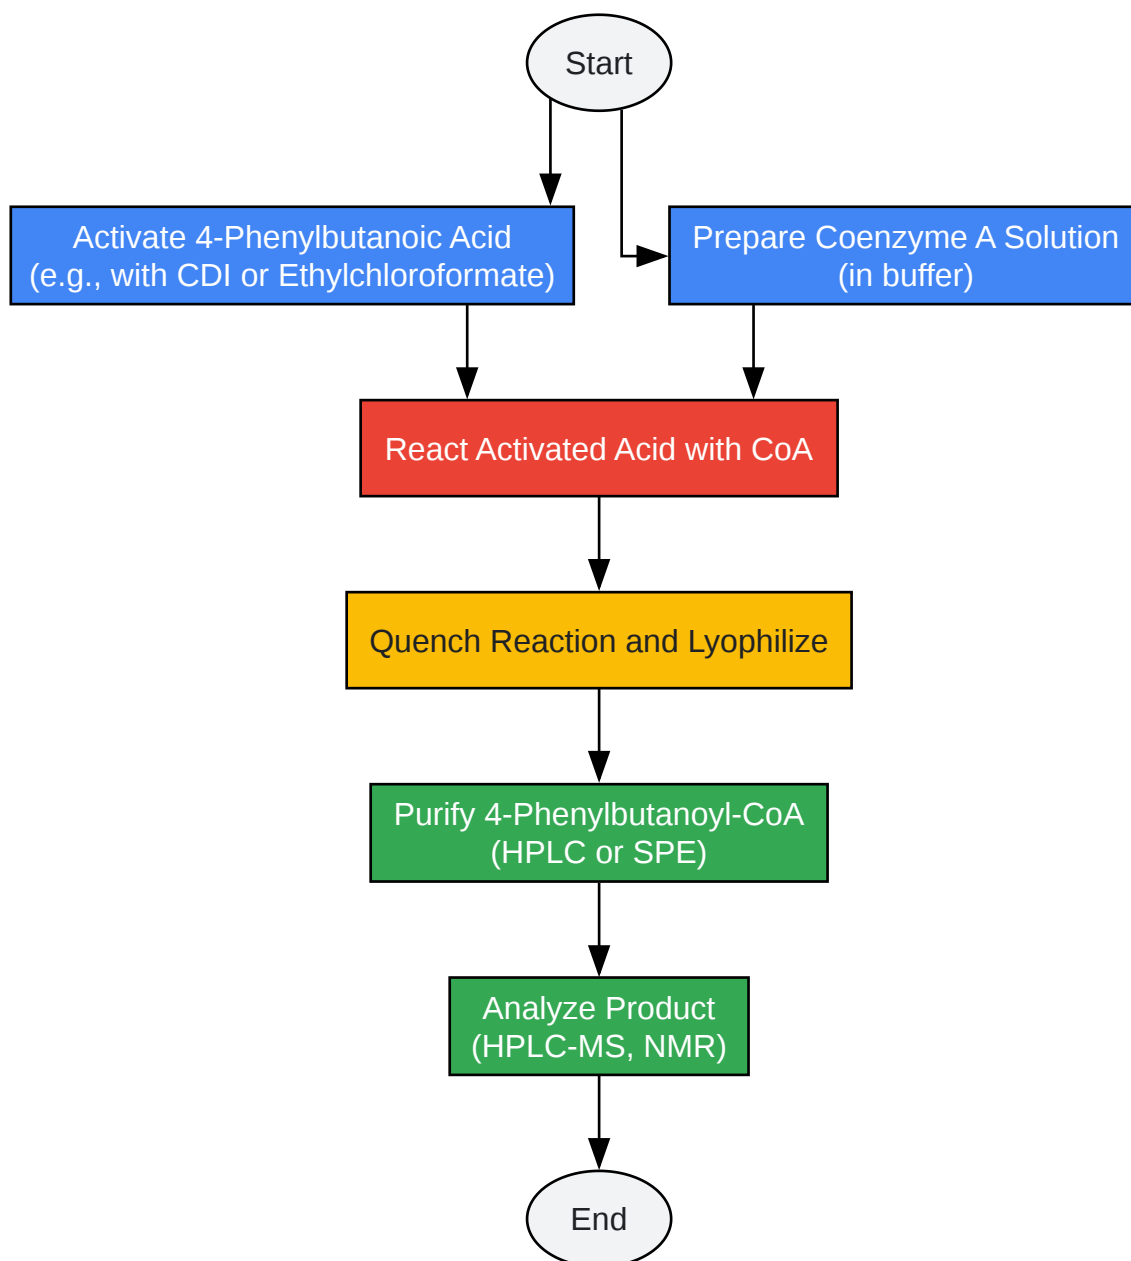 Start
Activate 4-Phenylbutanoic Acid
(e.g., with CDI or Ethylchloroformate)
Prepare Coenzyme A Solution
(in buffer)
React Activated Acid with CoA
Quench Reaction and Lyophilize
Purify 4-Phenylbutanoyl-CoA
(HPLC or SPE)
Analyze Product
(HPLC-MS, NMR)
End